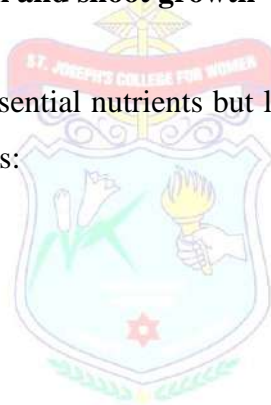 and shoot growth
ST. JOSEPH'S COLLEGE FOR WOMEN
sential nutrients but l
s: